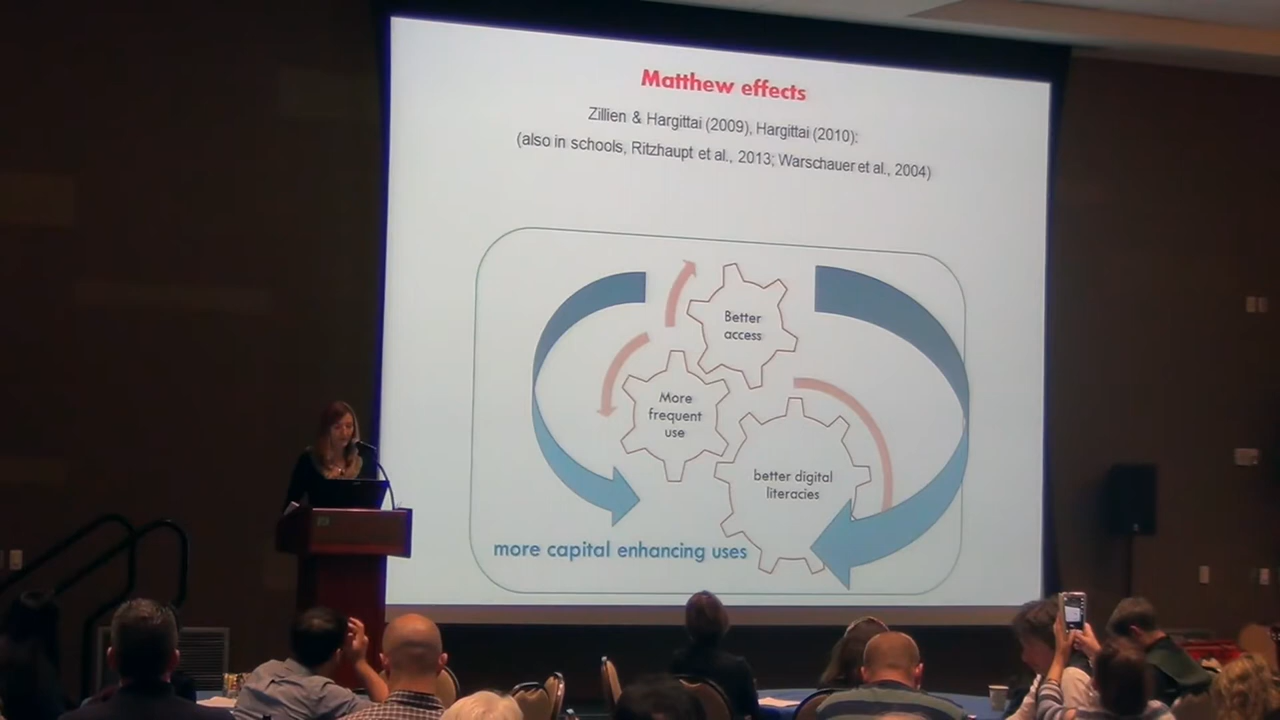 Matthew effects
Zillien & Hargittai (2009), Hargittai (2010):
(also in schools, Ritzhaupt et al., 2013; Warschauer et al., 2004)
Better
access
More
frequent
use
better digital
literacies
more capital enhancing uses